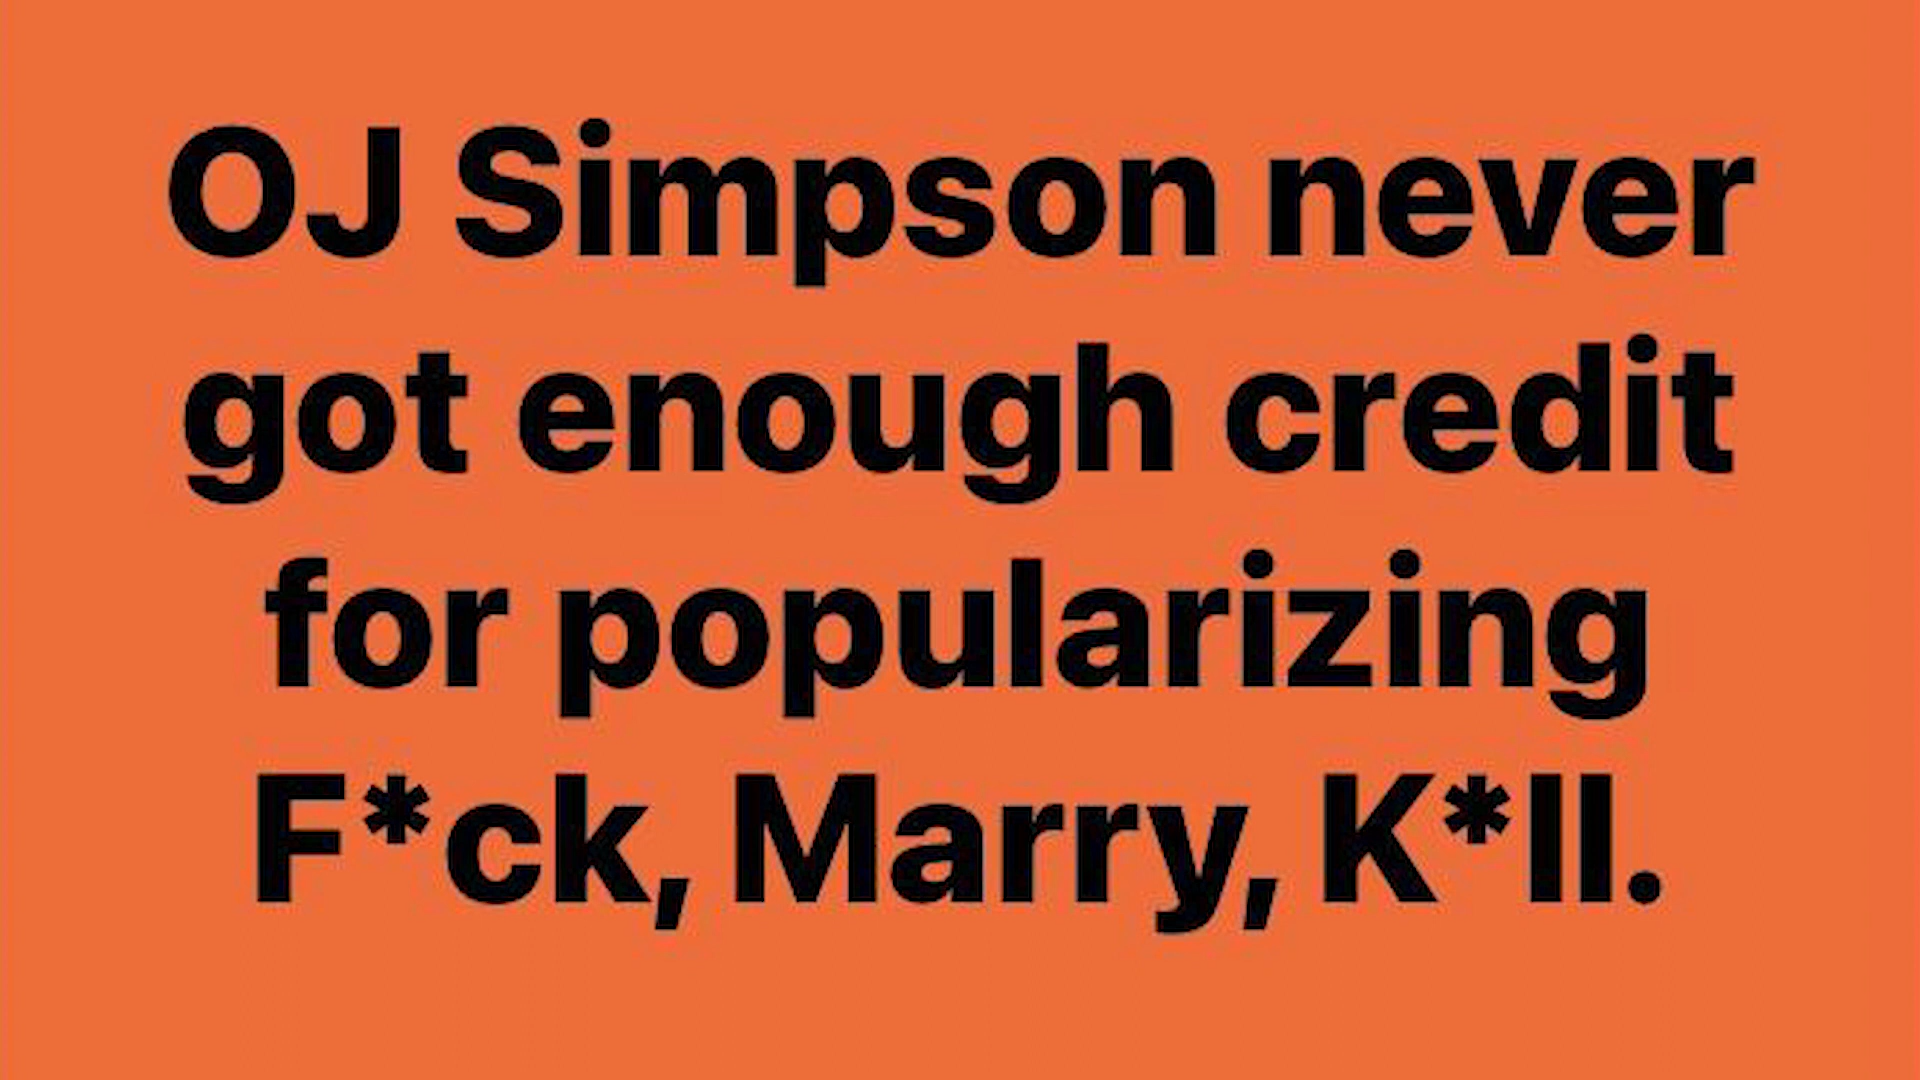 OJ Simpson never
got enough credit
for popularizing
F*ck, Marry, K*ll.